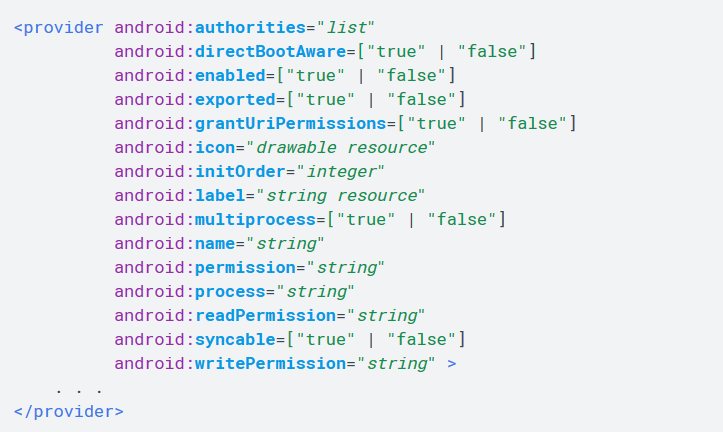 <provider android:authorities="list"
          android:directBootAware=["true" | "false"]
          android:enabled=["true" | "false"]
          android:exported=["true" | "false"]
          android:grantUriPermissions=["true" | "false"]
          android:icon="drawable resource"
          android:initOrder="integer"
          android:label="string resource"
          android:multiprocess=["true" | "false"]
          android:name="string"
          android:permission="string"
          android:process="string"
          android:readPermission="string"
          android:syncable=["true" | "false"]
          android:writePermission="string" >
    . . .
</provider>